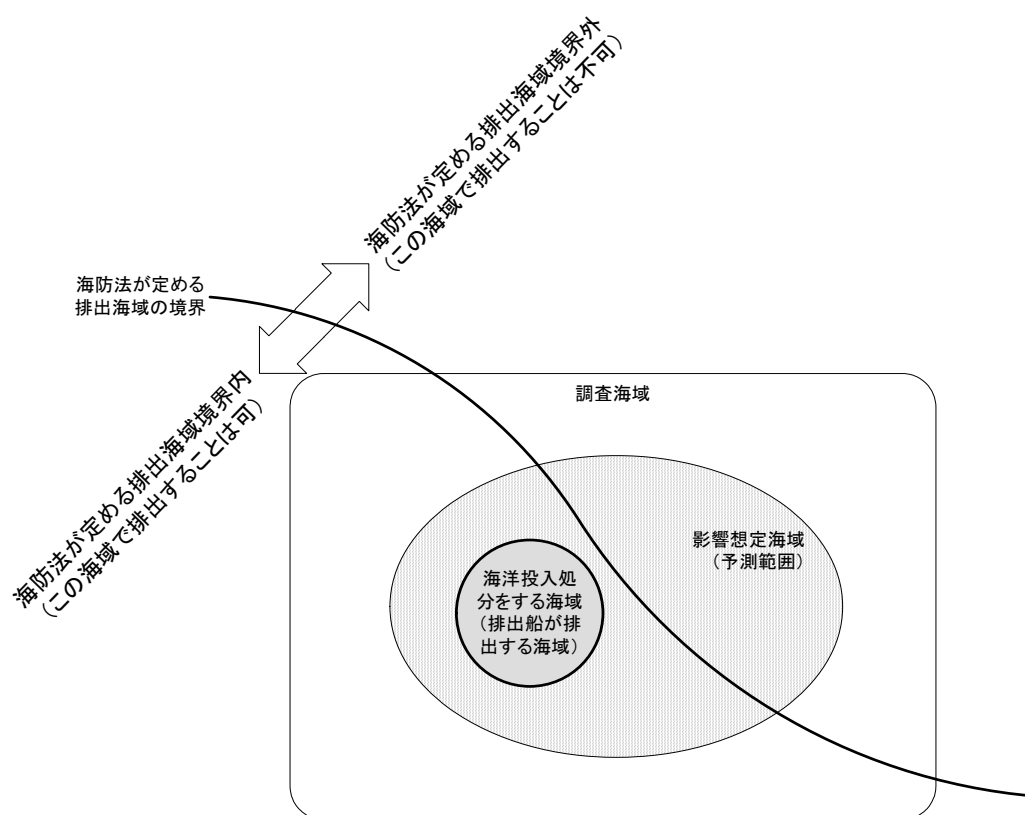 海防法が定める排出海域境界外
（この海域で排出することは不可）
海防法が定める
排出海域の境界
海防法が定める排出海域境界内
（この海域で排出することは可）
調査海域
影響想定海域
（予測範囲）
海洋投入処
分をする海域
（排出船が排
出する海域）